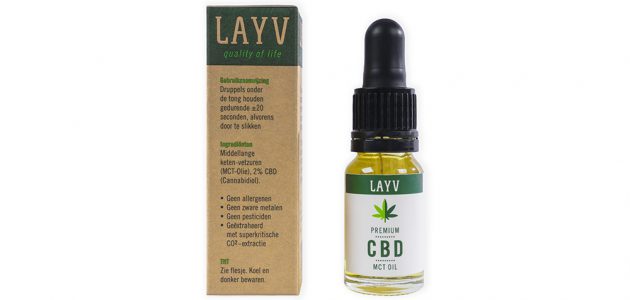 LAYV
quality of life
Gebruiksaanwijzing
Druppels onder
de tong houden
gedurende ±20
seconden, alvorens
door te slikken
Ingrediënten
Middellange
keten-vetzuren
(MCT-Olie), 2% CBD
(Cannabidiol).
• Geen allergenen
• Geen zware metalen
• Geen pesticiden
• Geëxtraheerd
met superkritische
CO²-extractie
THT
Zie flesje. Koel en
donker bewaren.
LAYV
PREMIUM
CBD
MCT OIL